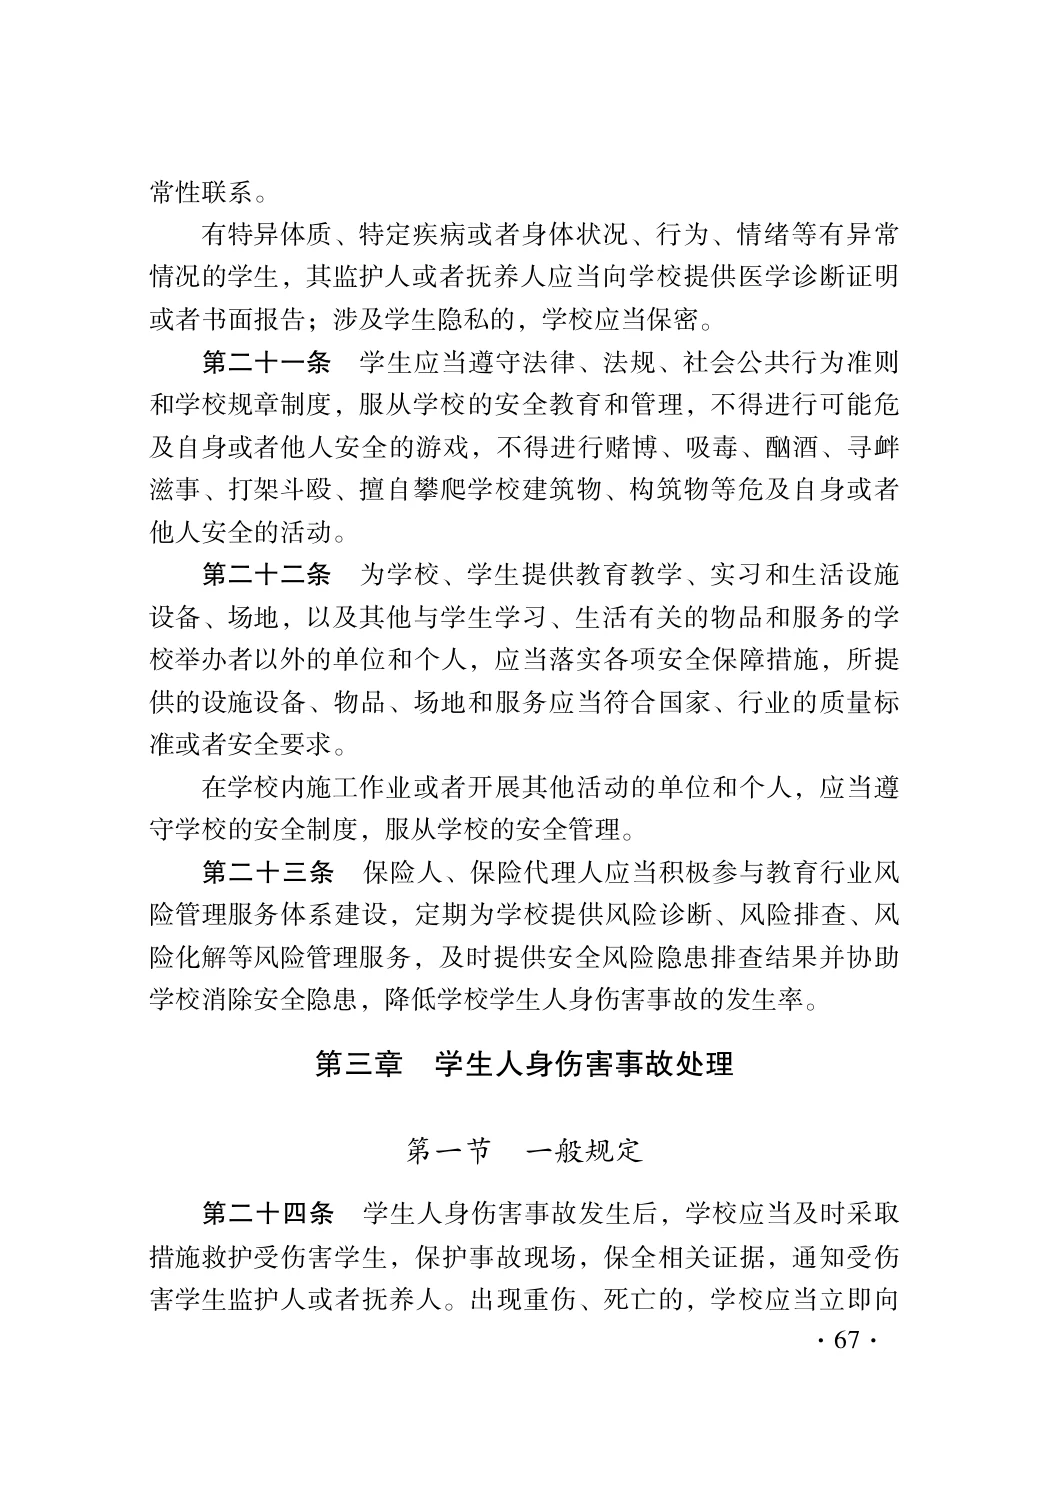 常性联系。
有特异体质、特定疾病或者身体状况、行为、情绪等有异常
情况的学生，其监护人或者抚养人应当向学校提供医学诊断证明
或者书面报告；涉及学生隐私的，学校应当保密。
第二十一条　学生应当遵守法律、法规、社会公共行为准则
和学校规章制度，服从学校的安全教育和管理，不得进行可能危
及自身或者他人安全的游戏，不得进行赌博、吸毒、酗酒、寻衅
滋事、打架斗殴、擅自攀爬学校建筑物、构筑物等危及自身或者
他人安全的活动。
第二十二条　为学校、学生提供教育教学、实习和生活设施
设备、场地，以及其他与学生学习、生活有关的物品和服务的学
校举办者以外的单位和个人，应当落实各项安全保障措施，所提
供的设施设备、物品、场地和服务应当符合国家、行业的质量标
准或者安全要求。
在学校内施工作业或者开展其他活动的单位和个人，应当遵
守学校的安全制度，服从学校的安全管理。
第二十三条　保险人、保险代理人应当积极参与教育行业风
险管理服务体系建设，定期为学校提供风险诊断、风险排查、风
险化解等风险管理服务，及时提供安全风险隐患排查结果并协助
学校消除安全隐患，降低学校学生人身伤害事故的发生率。
第三章　学生人身伤害事故处理
第一节　一般规定
第二十四条　学生人身伤害事故发生后，学校应当及时采取
措施救护受伤害学生，保护事故现场，保全相关证据，通知受伤
害学生监护人或者抚养人。出现重伤、死亡的，学校应当立即向
·67·